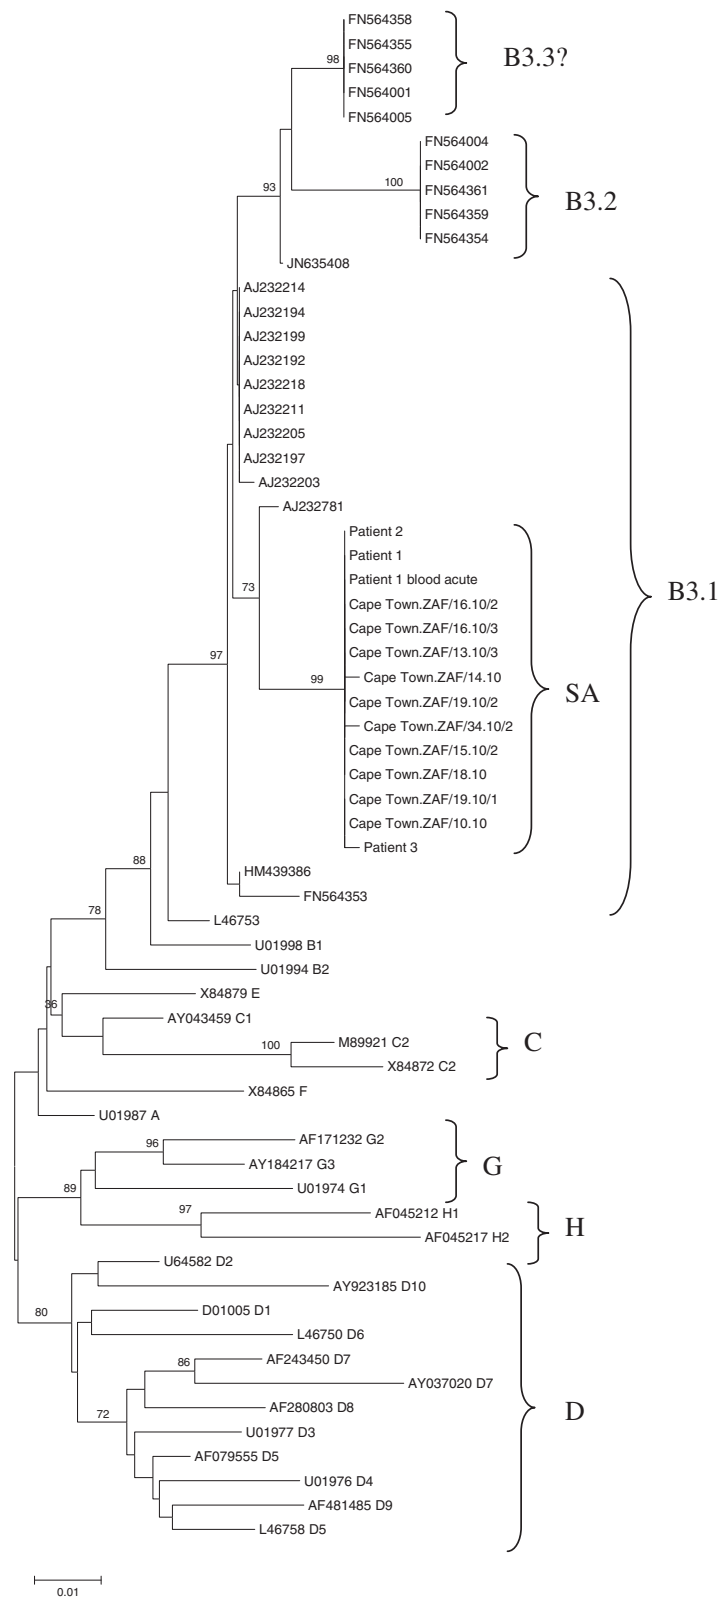 FN564358
FN564355
98
FN564360
FN564001
FN564005
B3.3?
FN564004
FN564002
93
100
FN564361
FN564359
FN564354
B3.2
JN635408
AJ232214
AJ232194
AJ232199
AJ232192
AJ232218
AJ232211
AJ232205
AJ232197
AJ232203
AJ232781
Patient 2
Patient 1
73
Patient 1 blood acute
B3.1
Cape Town.ZAF/16.10/2
Cape Town.ZAF/16.10/3
97
Cape Town.ZAF/13.10/3
99
Cape Town.ZAF/14.10
SA
Cape Town.ZAF/19.10/2
Cape Town.ZAF/34.10/2
Cape Town.ZAF/15.10/2
Cape Town.ZAF/18.10
Cape Town.ZAF/19.10/1
Cape Town.ZAF/10.10
Patient 3
88
HM439386
FN564353
78
L46753
U01998 B1
U01994 B2
36
X84879 E
AY043459 C1
100
M89921 C2
C
X84872 C2
X84865 F
U01987 A
96
AF171232 G2
AY184217 G3
G
89
U01974 G1
97
AF045212 H1
H
AF045217 H2
U64582 D2
AY923185 D10
80
D01005 D1
L46750 D6
86
AF243450 D7
AY037020 D7
72
AF280803 D8
D
U01977 D3
AF079555 D5
U01976 D4
AF481485 D9
L46758 D5
0.01